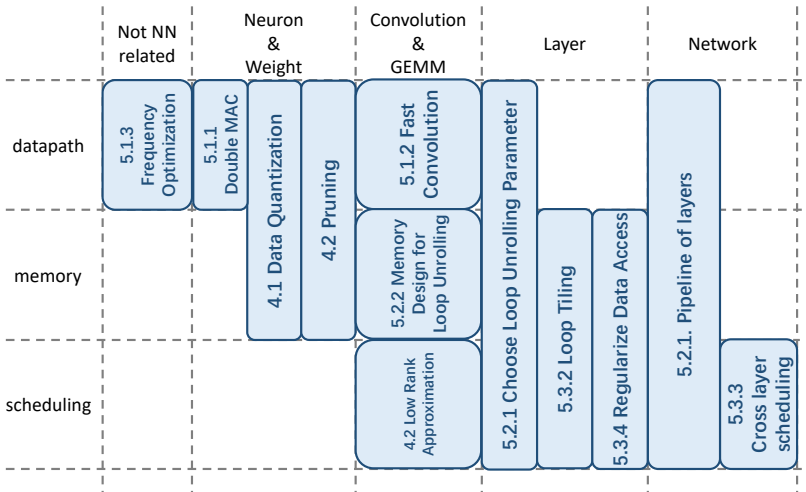 Not NN
related
Neuron
&
Weight
Convolution
&
GEMM
Layer
Network
datapath
memory
scheduling
5.1.3
Frequency
Optimization
5.1.1
Double MAC
4.1 Data Quantization
4.2 Pruning
5.1.2 Fast
Convolution
5.2.2 Memory
Design for
Loop Unrolling
4.2 Low Rank
Approximation
5.2.1 Choose Loop Unrolling Parameter
5.3.2 Loop Tiling
5.3.4 Regularize Data Access
5.2.1. Pipeline of layers
5.3.3
Cross layer
scheduling